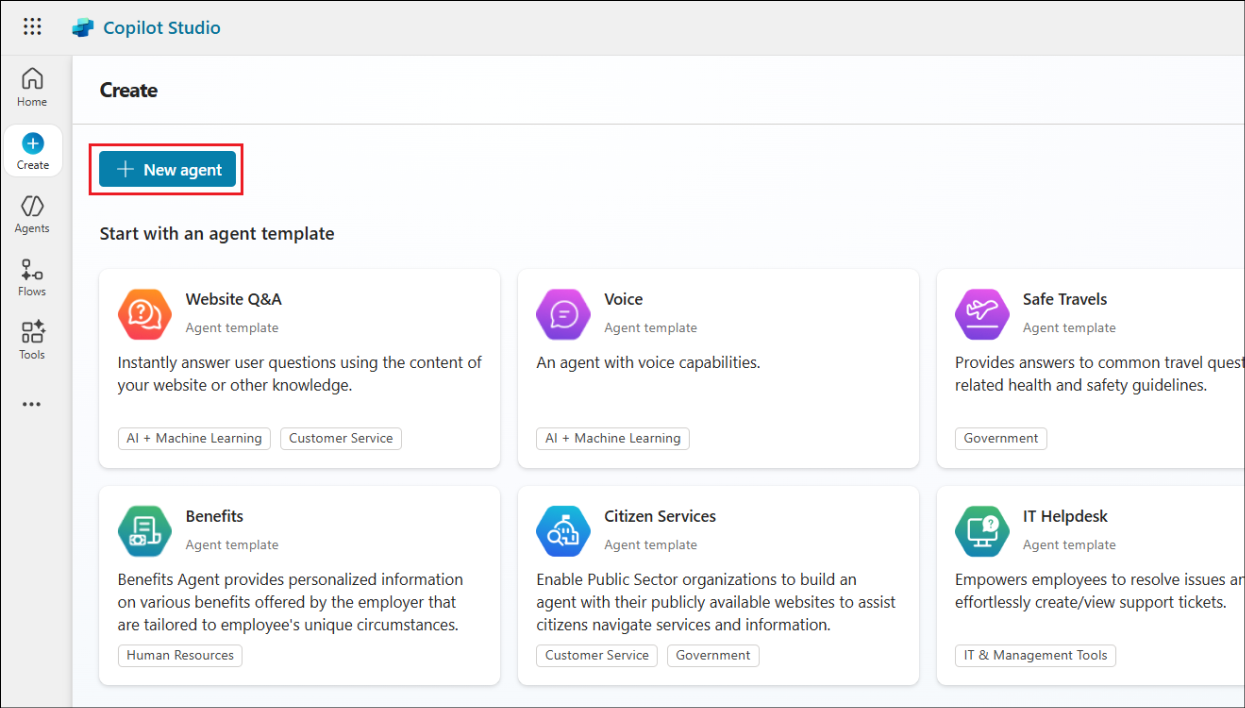 Copilot Studio
Home
Create
Agents
Flows
Tools
Create
New agent
Start with an agent template
Website Q&A
Agent template
Instantly answer user questions using the content of
your website or other knowledge.
AI + Machine Learning
Customer Service
Voice
Agent template
An agent with voice capabilities.
AI + Machine Learning
Safe Travels
Agent template
Provides answers to common travel quest
related health and safety guidelines.
Government
Benefits
Agent template
Benefits Agent provides personalized information
on various benefits offered by the employer that
are tailored to employee's unique circumstances.
Human Resources
Citizen Services
Agent template
Enable Public Sector organizations to build an
agent with their publicly available websites to assist
citizens navigate services and information.
Customer Service
Government
IT Helpdesk
Agent template
Empowers employees to resolve issues an
effortlessly create/view support tickets.
IT & Management Tools